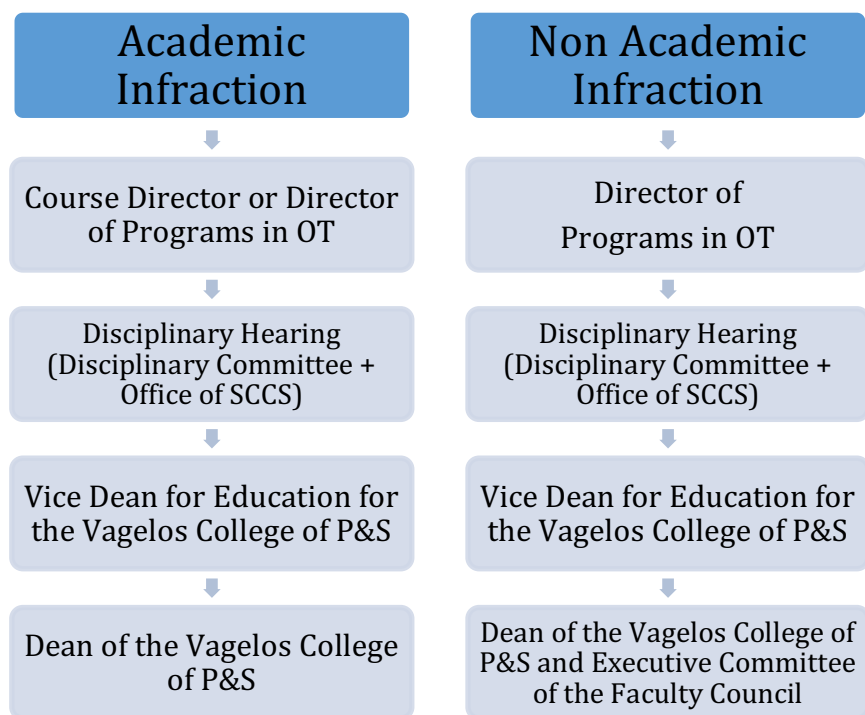 Academic
Infraction
Course Director or Director
of Programs in OT
Disciplinary Hearing
(Disciplinary Committee +
Office of SCCS)
Vice Dean for Education for
the Vagelos College of P&S
Dean of the Vagelos College
of P&S
Non Academic
Infraction
Director of
Programs in OT
Disciplinary Hearing
(Disciplinary Committee +
Office of SCCS)
Vice Dean for Education for
the Vagelos College of P&S
Dean of the Vagelos College of
P&S and Executive Committee
of the Faculty Council